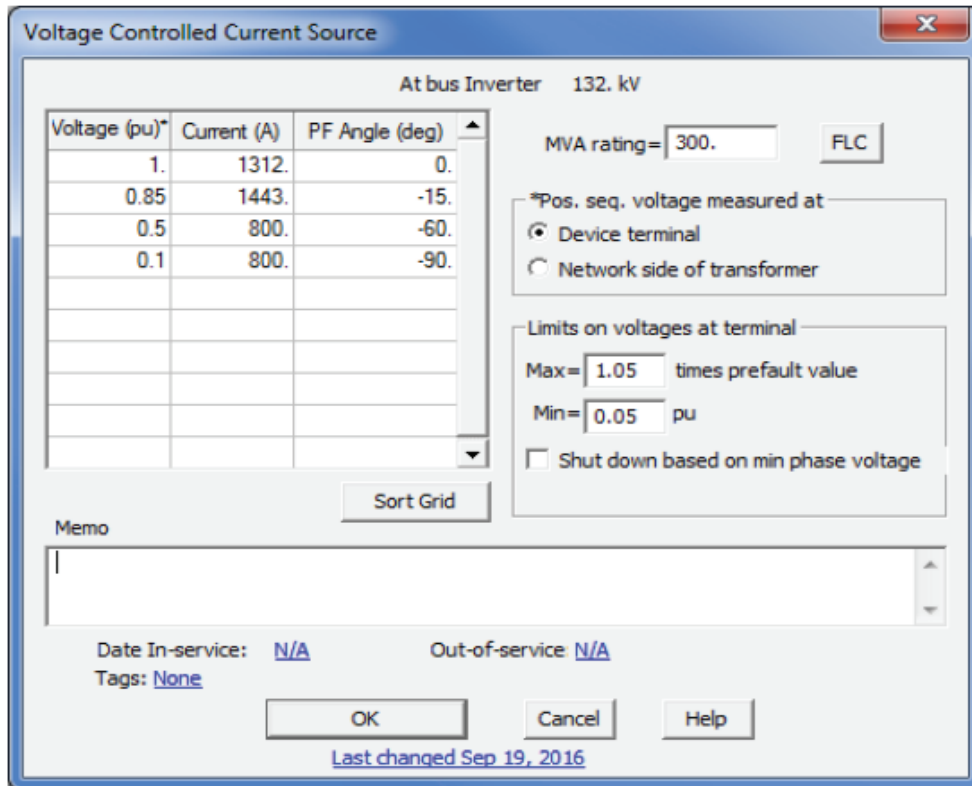 Voltage Controlled Current Source
At bus Inverter 132. kV
Voltage (pu)* Current (A) PF Angle (deg)
1. 1312. 0.
0.85 1443. -15.
0.5 800. -60.
0.1 800. -90.
Sort Grid
MVA rating= 300. FLC
*Pos. seq. voltage measured at
Device terminal
Network side of transformer
Limits on voltages at terminal
Max= 1.05 times prefault value
Min= 0.05 pu
Shut down based on min phase voltage
Memo
Date In-service: N/A Out-of-service N/A
Tags: None
OK Cancel Help
Last changed Sep 19, 2016